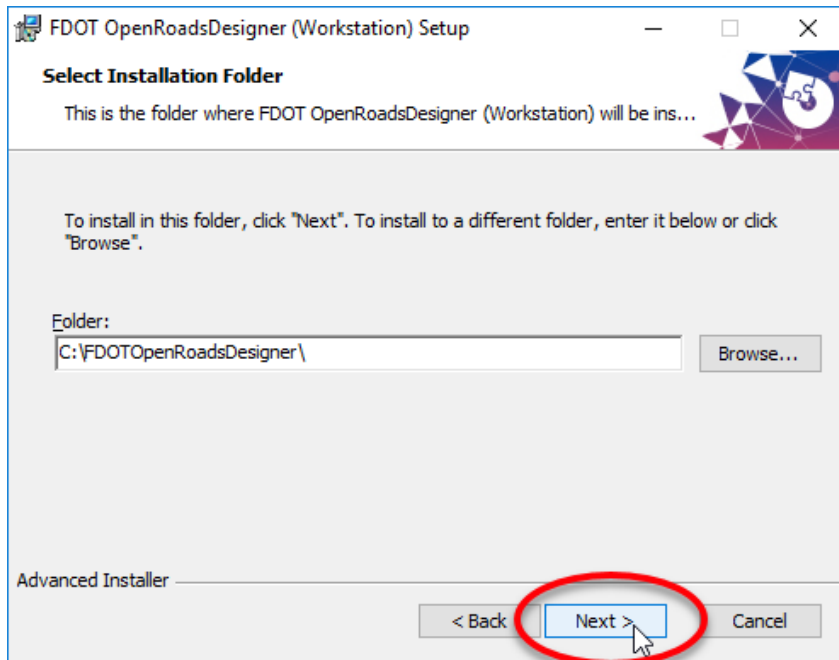 FDOT OpenRoadsDesigner (Workstation) Setup
Select Installation Folder
This is the folder where FDOT OpenRoadsDesigner (Workstation) will be ins...
To install in this folder, click "Next". To install to a different folder, enter it below or click
"Browse".
Folder:
C:\FDOTOpenRoadsDesigner\
Browse...
Advanced Installer
< Back
Next >
Cancel